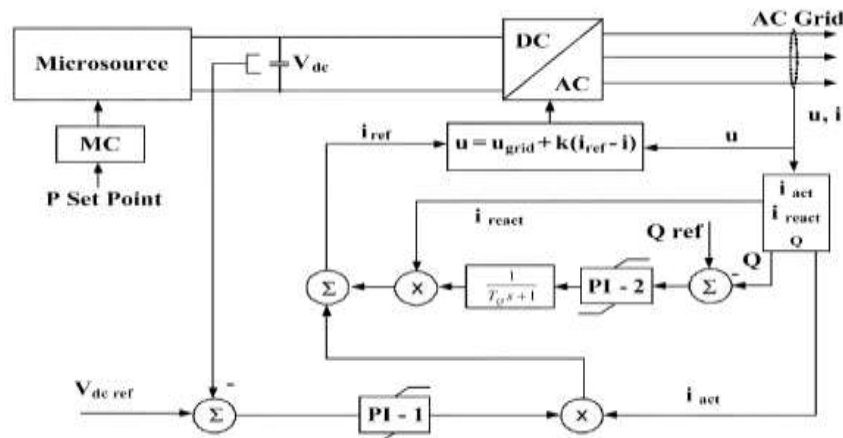 AC Grid
DC
Microsource
V dc
AC
u, i
i ref
u = u grid + k(i ref - i)
u
MC
P Set Point
i act
i react
Q
i react
Q ref
Q
-
Σ
×
1
T Q s + 1
PI - 2
Σ
V dc ref
-
Σ
PI - 1
×
i act